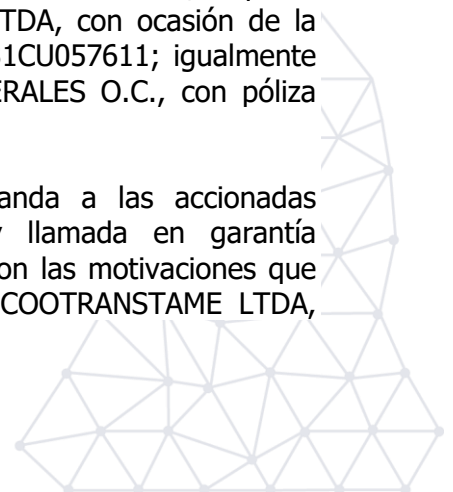 TDA, con ocasión de la
1CU057611; igualmente
ERALES O.C., con póliza
anda a las accionadas
llamada en garantía
on las motivaciones que
COOTRANSTAME LTDA,